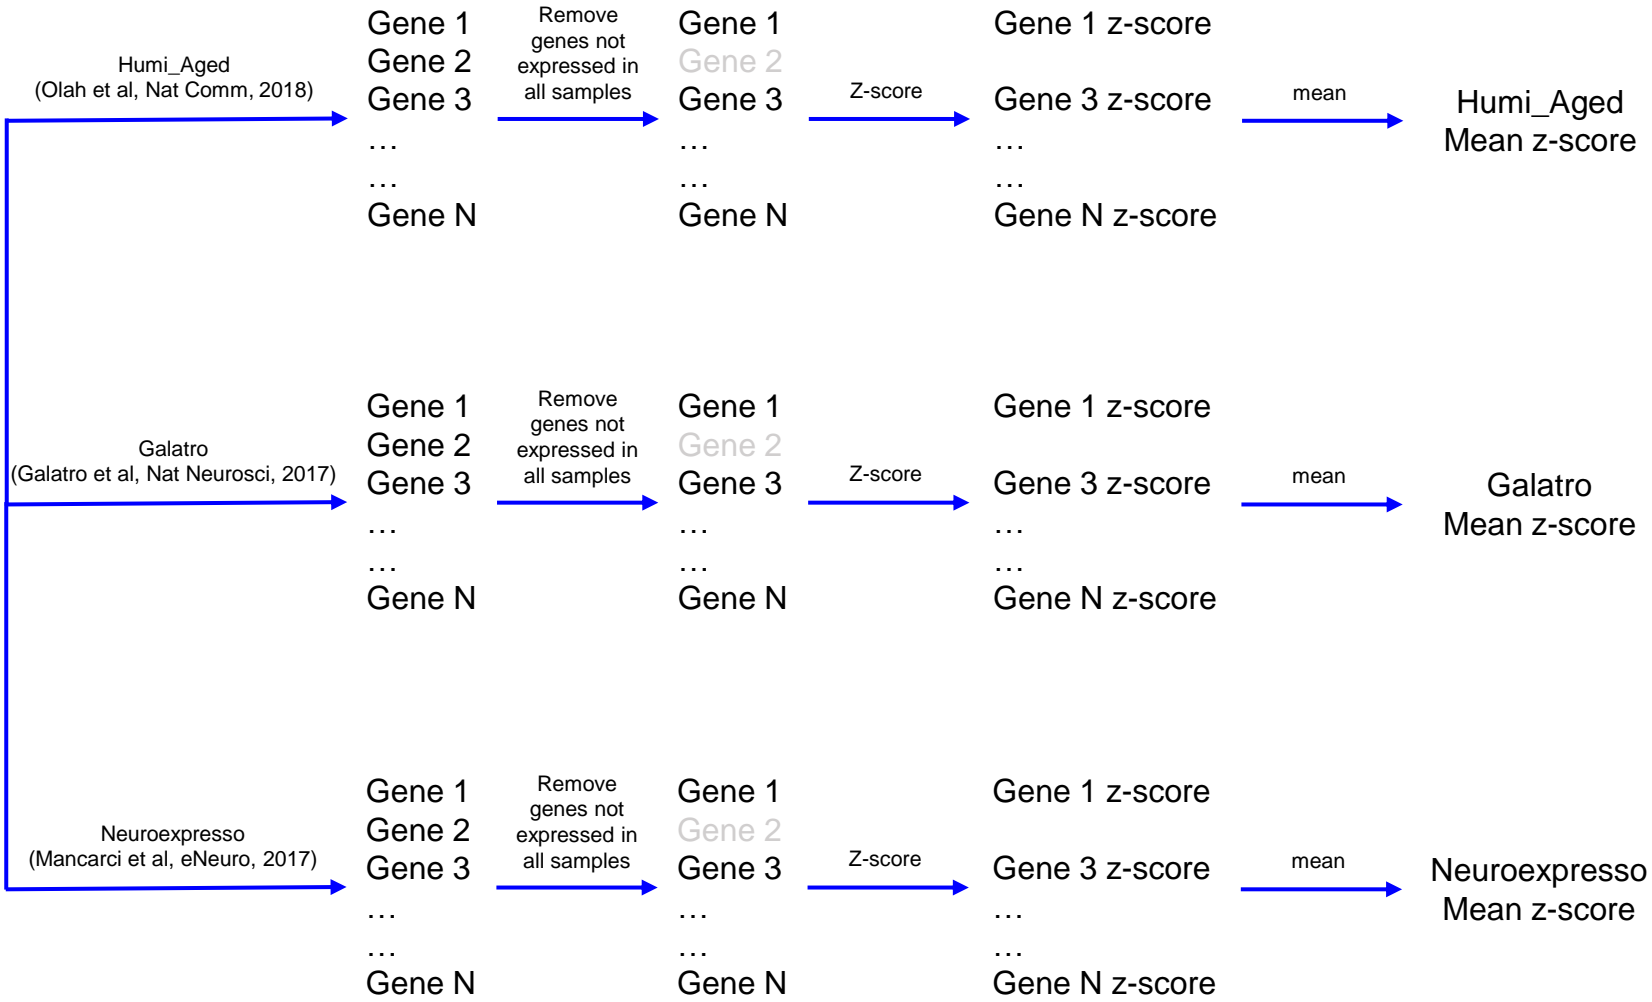 Humi_Aged
(Olah et al, Nat Comm, 2018)
Gene 1
Gene 2
Gene 3
…
…
Gene N
Remove
genes not
expressed in
all samples
Gene 1
Gene 2
Gene 3
…
…
Gene N
Z-score
Gene 1 z-score
Gene 3 z-score
…
…
Gene N z-score
mean
Humi_Aged
Mean z-score
Galatro
(Galatro et al, Nat Neurosci, 2017)
Gene 1
Gene 2
Gene 3
…
…
Gene N
Remove
genes not
expressed in
all samples
Gene 1
Gene 2
Gene 3
…
…
Gene N
Z-score
Gene 1 z-score
Gene 3 z-score
…
…
Gene N z-score
mean
Galatro
Mean z-score
Neuroexpresso
(Mancarci et al, eNeuro, 2017)
Gene 1
Gene 2
Gene 3
…
…
Gene N
Remove
genes not
expressed in
all samples
Gene 1
Gene 2
Gene 3
…
…
Gene N
Z-score
Gene 1 z-score
Gene 3 z-score
…
…
Gene N z-score
mean
Neuroexpresso
Mean z-score